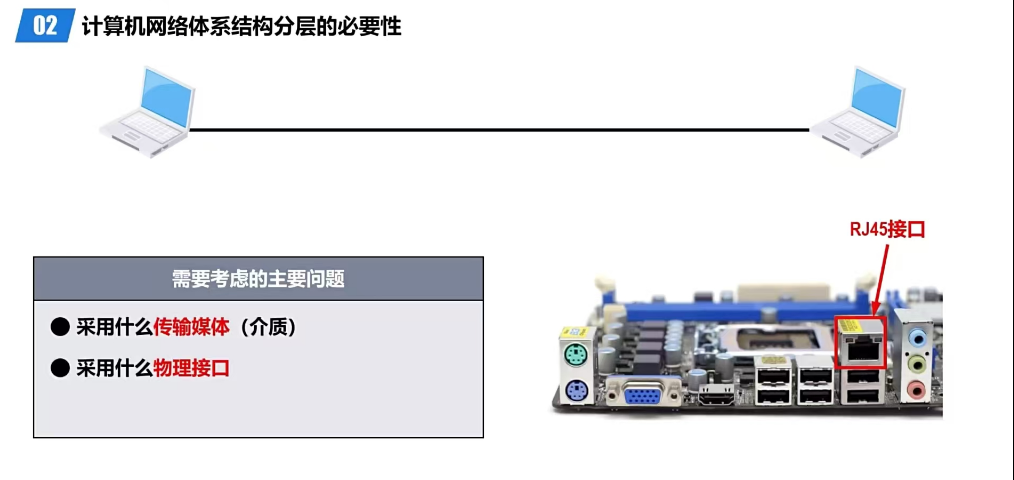 02 计算机网络体系结构分层的必要性
RJ45接口
需要考虑的主要问题
● 采用什么传输媒体（介质）
● 采用什么物理接口